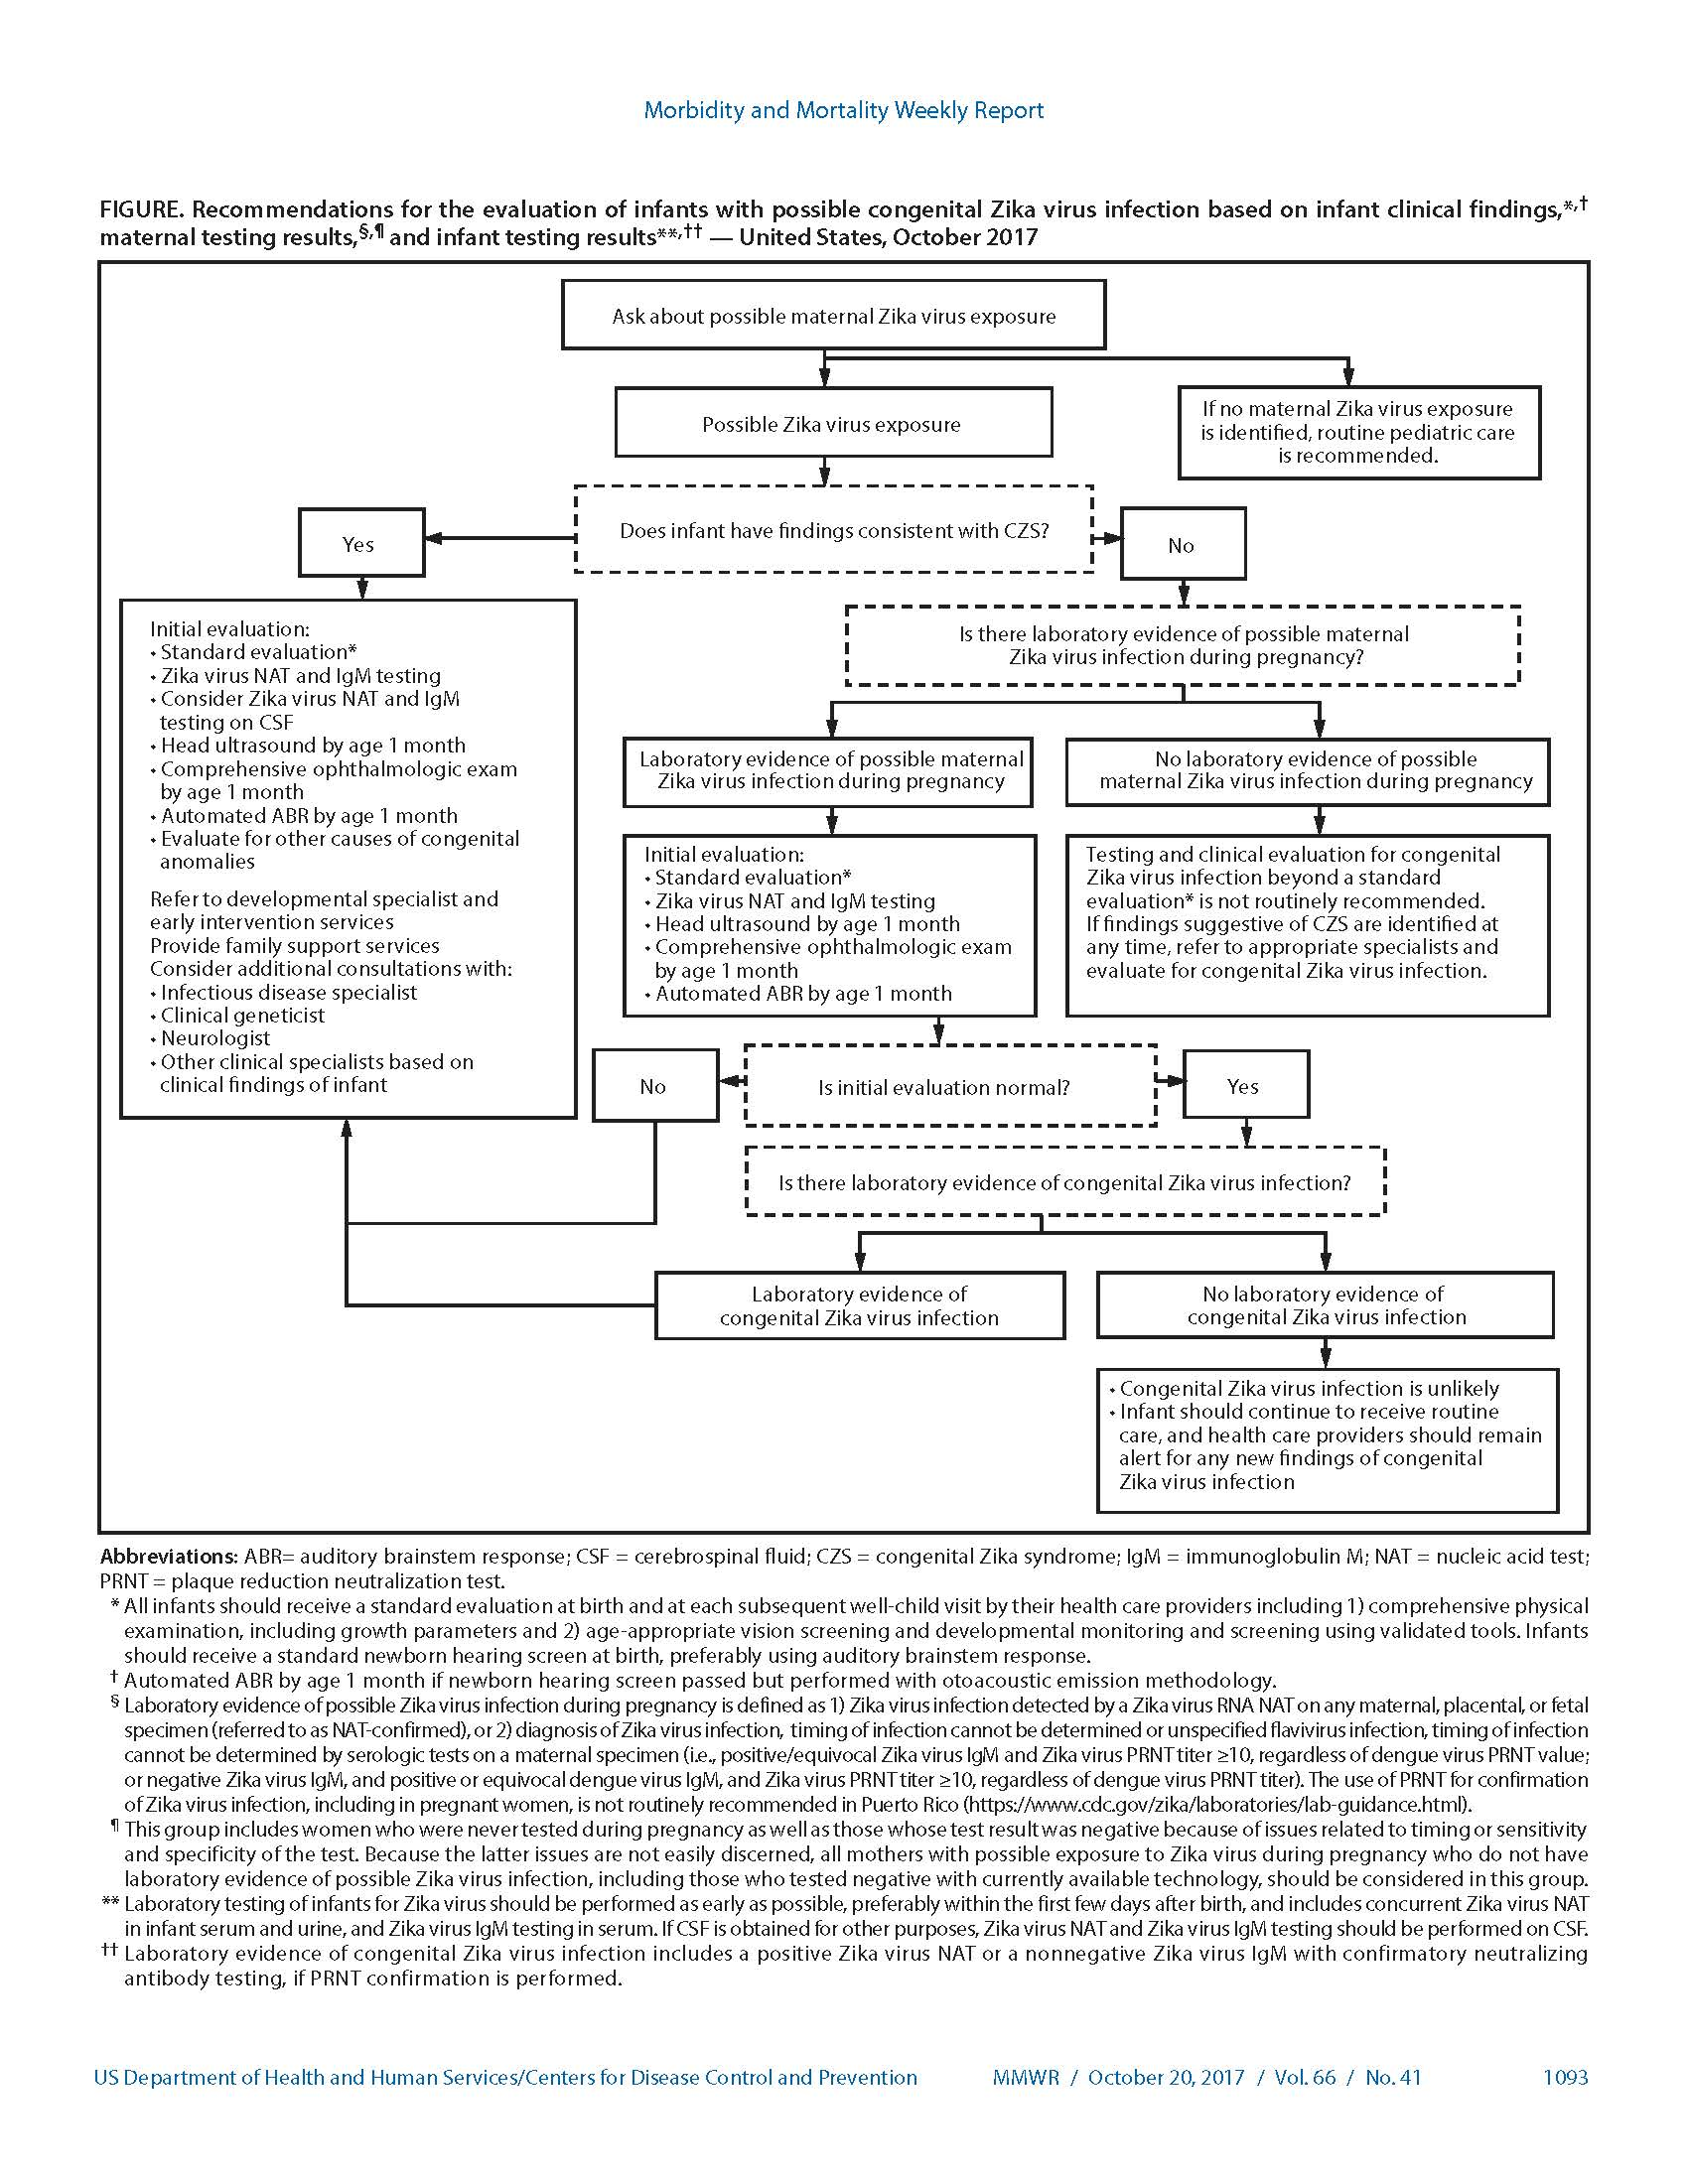 Morbidity and Mortality Weekly Report
FIGURE. Recommendations for the evaluation of infants with possible congenital Zika virus infection based on infant clinical findings,*,†
maternal testing results,§,¶ and infant testing results**,†† — United States, October 2017
Ask about possible maternal Zika virus exposure
Possible Zika virus exposure
If no maternal Zika virus exposure
is identified, routine pediatric care
is recommended.
Does infant have findings consistent with CZS?
Yes
No
Initial evaluation:
• Standard evaluation*
• Zika virus NAT and IgM testing
• Consider Zika virus NAT and IgM
testing on CSF
• Head ultrasound by age 1 month
• Comprehensive ophthalmologic exam
by age 1 month
• Automated ABR by age 1 month
• Evaluate for other causes of congenital
anomalies
Refer to developmental specialist and
early intervention services
Provide family support services
Consider additional consultations with:
• Infectious disease specialist
• Clinical geneticist
• Neurologist
• Other clinical specialists based on
clinical findings of infant
Is there laboratory evidence of possible maternal
Zika virus infection during pregnancy?
Laboratory evidence of possible maternal
Zika virus infection during pregnancy
No laboratory evidence of possible
maternal Zika virus infection during pregnancy
Initial evaluation:
• Standard evaluation*
• Zika virus NAT and IgM testing
• Head ultrasound by age 1 month
• Comprehensive ophthalmologic exam
by age 1 month
• Automated ABR by age 1 month
Testing and clinical evaluation for congenital
Zika virus infection beyond a standard
evaluation* is not routinely recommended.
If findings suggestive of CZS are identified at
any time, refer to appropriate specialists and
evaluate for congenital Zika virus infection.
No
Is initial evaluation normal?
Yes
Is there laboratory evidence of congenital Zika virus infection?
Laboratory evidence of
congenital Zika virus infection
No laboratory evidence of
congenital Zika virus infection
• Congenital Zika virus infection is unlikely
• Infant should continue to receive routine
care, and health care providers should remain
alert for any new findings of congenital
Zika virus infection
Abbreviations: ABR= auditory brainstem response; CSF = cerebrospinal fluid; CZS = congenital Zika syndrome; IgM = immunoglobulin M; NAT = nucleic acid test;
PRNT = plaque reduction neutralization test.
* All infants should receive a standard evaluation at birth and at each subsequent well-child visit by their health care providers including 1) comprehensive physical
examination, including growth parameters and 2) age-appropriate vision screening and developmental monitoring and screening using validated tools. Infants
should receive a standard newborn hearing screen at birth, preferably using auditory brainstem response.
† Automated ABR by age 1 month if newborn hearing screen passed but performed with otoacoustic emission methodology.
§ Laboratory evidence of possible Zika virus infection during pregnancy is defined as 1) Zika virus infection detected by a Zika virus RNA NAT on any maternal, placental, or fetal
specimen (referred to as NAT-confirmed), or 2) diagnosis of Zika virus infection, timing of infection cannot be determined or unspecified flavivirus infection, timing of infection
cannot be determined by serologic tests on a maternal specimen (i.e., positive/equivocal Zika virus IgM and Zika virus PRNT titer ≥10, regardless of dengue virus PRNT value;
or negative Zika virus IgM, and positive or equivocal dengue virus IgM, and Zika virus PRNT titer ≥10, regardless of dengue virus PRNT titer). The use of PRNT for confirmation
of Zika virus infection, including in pregnant women, is not routinely recommended in Puerto Rico (https://www.cdc.gov/zika/laboratories/lab-guidance.html).
¶ This group includes women who were never tested during pregnancy as well as those whose test result was negative because of issues related to timing or sensitivity
and specificity of the test. Because the latter issues are not easily discerned, all mothers with possible exposure to Zika virus during pregnancy who do not have
laboratory evidence of possible Zika virus infection, including those who tested negative with currently available technology, should be considered in this group.
** Laboratory testing of infants for Zika virus should be performed as early as possible, preferably within the first few days after birth, and includes concurrent Zika virus NAT
in infant serum and urine, and Zika virus IgM testing in serum. If CSF is obtained for other purposes, Zika virus NAT and Zika virus IgM testing should be performed on CSF.
†† Laboratory evidence of congenital Zika virus infection includes a positive Zika virus NAT or a nonnegative Zika virus IgM with confirmatory neutralizing
antibody testing, if PRNT confirmation is performed.
US Department of Health and Human Services/Centers for Disease Control and Prevention MMWR / October 20, 2017 / Vol. 66 / No. 41 1093